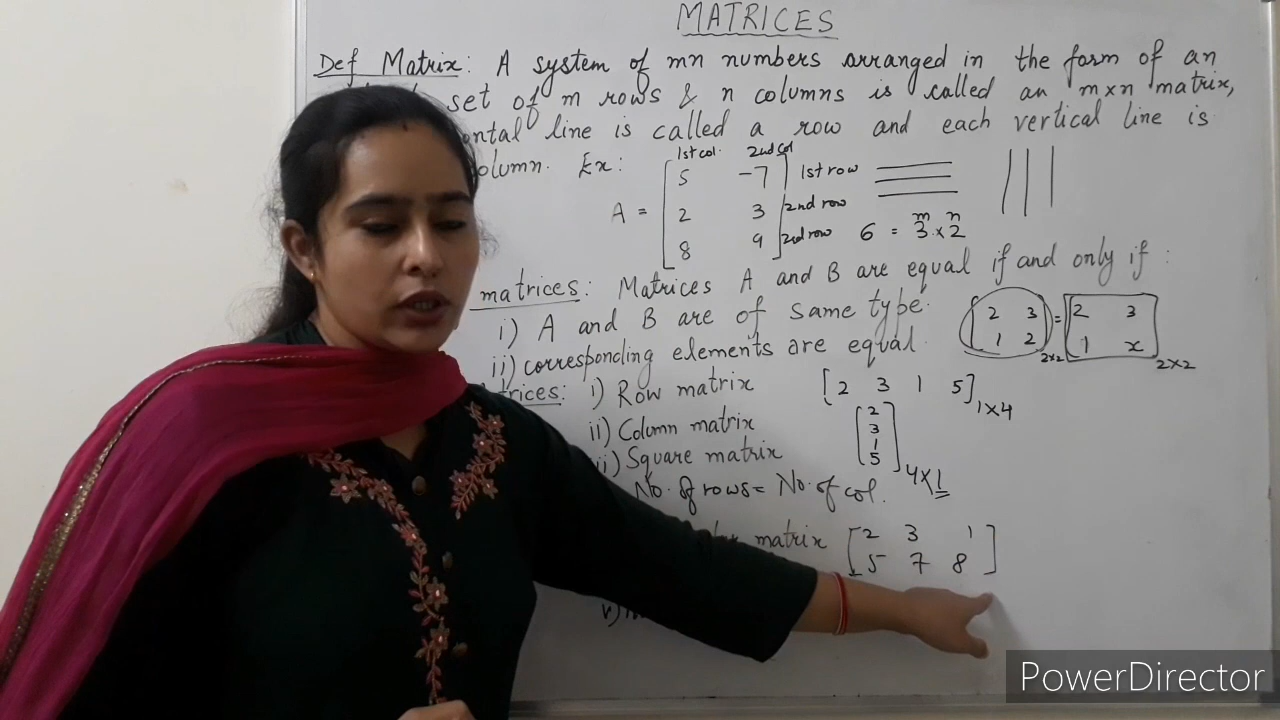 MATRICES
Def Matrix: A system of mn numbers arranged in the form of an
set of m rows & n columns is called an m×n matrix,
line is called a row and each vertical line is
Ex:
1st col. 2nd col
5 -7 1st row
A = 2 3 2nd row
8 9 2nd row 6 = 3 × 2
m n
matrices: Matrices A and B are equal if and only if :
i) A and B are of same type.
[2 3
1 2] 2×2 = [2 3
1 x] 2×2
ii) corresponding elements are equal.
i) Row matrix [2 3 1 5] 1×4
ii) Column matrix [2
3
1
5] 4×1
Square matrix
No. of rows = No. of col.
matrix [2 3 1
5 7 8]
v)
PowerDirector